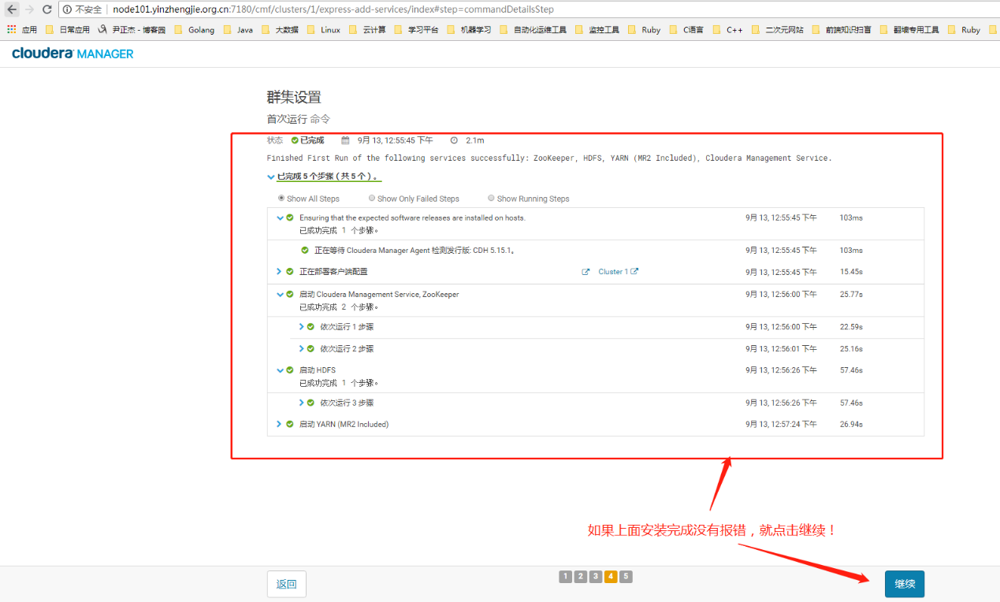 不安全 node101.yinzhengjie.org.cn:7180/cmf/clusters/1/express-add-services/index#step=commandDetailsStep
应用 日常应用 尹正杰 - 博客园 Golang Java 大数据 Linux 云计算 学习平台 机器学习 自动化运维工具 监控工具 Ruby C语言 C++ 二次元网站 前端知识扫盲 翻墙专用工具 Ruby
cloudera MANAGER
群集设置
首次运行 命令
状态 已完成 9月 13, 12:55:45 下午 2.1m
Finished First Run of the following services successfully: ZooKeeper, HDFS, YARN (MR2 Included), Cloudera Management Service.
已完成 5 个步骤（共 5 个）。
Show All Steps Show Only Failed Steps Show Running Steps
Ensuring that the expected software releases are installed on hosts. 9月 13, 12:55:45 下午 103ms
已成功完成 1 个步骤。
正在等待 Cloudera Manager Agent 检测发行版: CDH 5.15.1。 9月 13, 12:55:45 下午 103ms
正在部署客户端配置 Cluster 1 9月 13, 12:55:45 下午 15.45s
启动 Cloudera Management Service, ZooKeeper 9月 13, 12:56:00 下午 25.77s
已成功完成 2 个步骤。
依次运行 1 步骤 9月 13, 12:56:00 下午 22.59s
依次运行 2 步骤 9月 13, 12:56:01 下午 25.16s
启动 HDFS 9月 13, 12:56:26 下午 57.46s
已成功完成 1 个步骤。
依次运行 3 步骤 9月 13, 12:56:26 下午 57.46s
启动 YARN (MR2 Included) 9月 13, 12:57:24 下午 26.94s
如果上面安装完成没有报错，就点击继续！
返回 1 2 3 4 5 继续